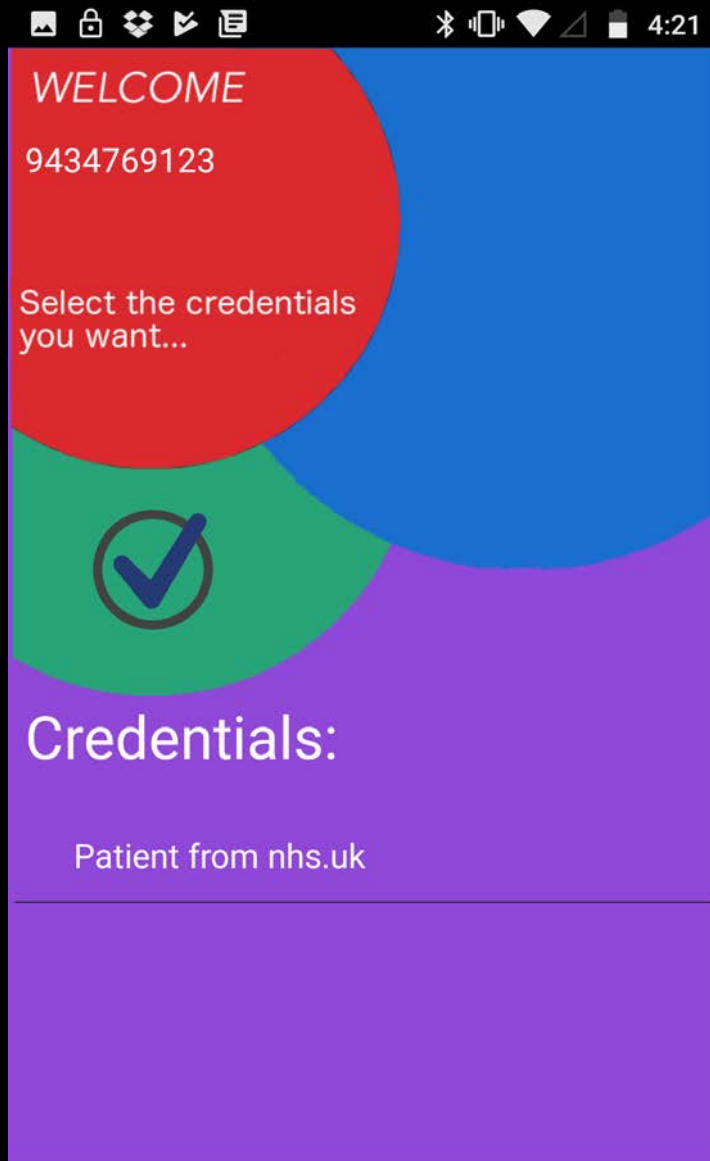 4:21
WELCOME
9434769123
Select the credentials
you want...
Credentials:
Patient from nhs.uk